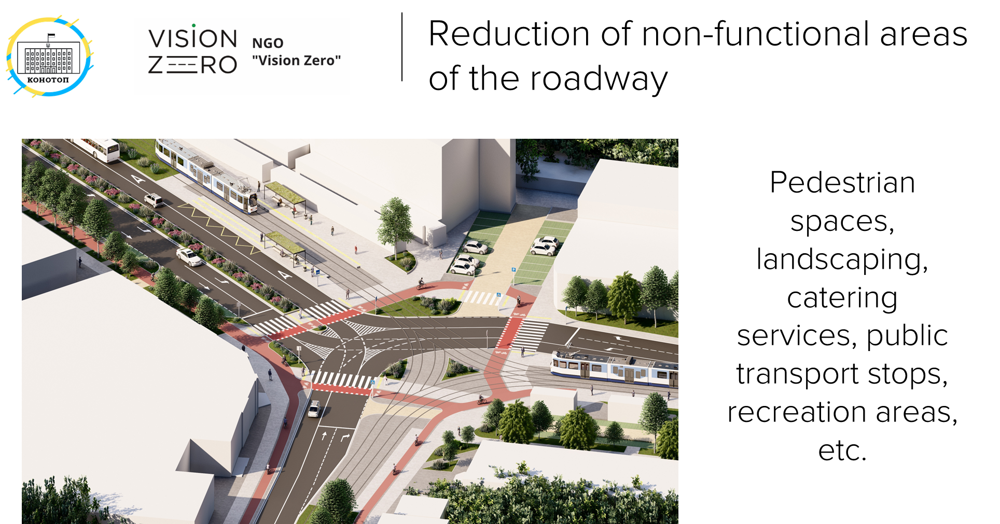 КОНОТОП
VISION
ZERO
NGO
"Vision Zero"
Reduction of non-functional areas
of the roadway
A
A
P
Pedestrian
spaces,
landscaping,
catering
services, public
transport stops,
recreation areas,
etc.